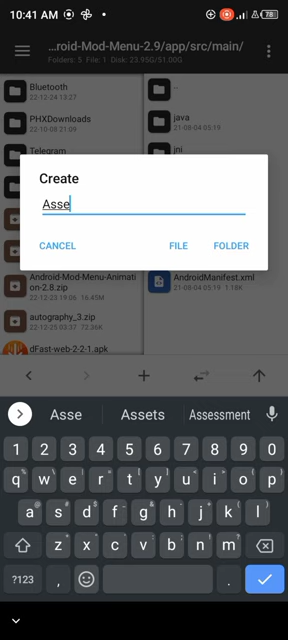 10:41 AM
78
...roid-Mod-Menu-2.9/app/src/main/
Folders: 5 File: 1 Disk: 23.95G/51.00G
Bluetooth
22-12-24 13:27
PHXDownloads
22-10-08 21:09
Telegram
..
java
21-08-04 05:19
jni
Create
Asse
CANCEL
FILE
FOLDER
Android-Mod-Menu-Animati
on-2.8.zip
22-12-23 19:06 16.45M
autography_3.zip
22-12-25 03:37 72.36K
dFast-web-2-2-1.apk
AndroidManifest.xml
21-08-04 05:19 1.18K
Asse
Assets
Assessment
1 2 3 4 5 6 7 8 9 0
q w e r t y u i o p
a s d f g h j k l
z x c v b n m
?123 , .